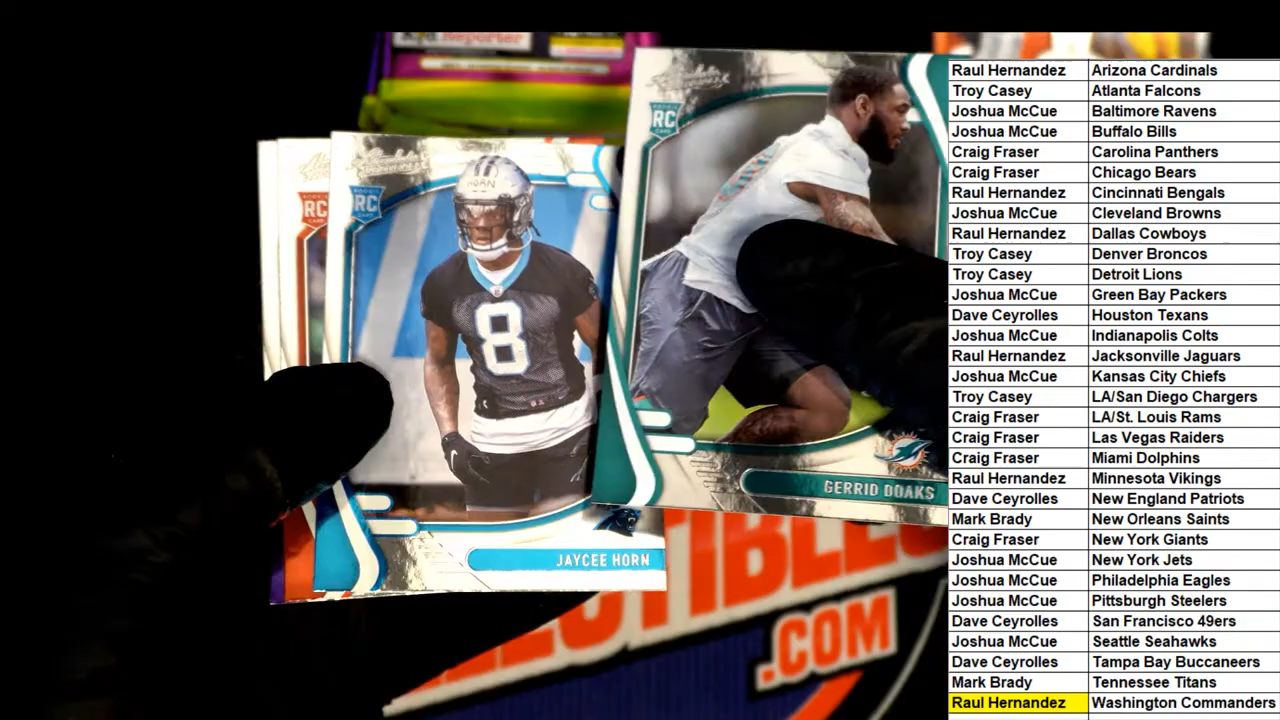 Reporter
Absolute
RC
ROOKIE
RC
CARD
HORN
8
JAYCEE HORN
ROOKIE
RC
CARD
GERRID DOAKS
.COM
Raul Hernandez Arizona Cardinals
Troy Casey Atlanta Falcons
Joshua McCue Baltimore Ravens
Joshua McCue Buffalo Bills
Craig Fraser Carolina Panthers
Craig Fraser Chicago Bears
Raul Hernandez Cincinnati Bengals
Joshua McCue Cleveland Browns
Raul Hernandez Dallas Cowboys
Troy Casey Denver Broncos
Troy Casey Detroit Lions
Joshua McCue Green Bay Packers
Dave Ceyrolles Houston Texans
Joshua McCue Indianapolis Colts
Raul Hernandez Jacksonville Jaguars
Joshua McCue Kansas City Chiefs
Troy Casey LA/San Diego Chargers
Craig Fraser LA/St. Louis Rams
Craig Fraser Las Vegas Raiders
Craig Fraser Miami Dolphins
Raul Hernandez Minnesota Vikings
Dave Ceyrolles New England Patriots
Mark Brady New Orleans Saints
Craig Fraser New York Giants
Joshua McCue New York Jets
Joshua McCue Philadelphia Eagles
Joshua McCue Pittsburgh Steelers
Dave Ceyrolles San Francisco 49ers
Joshua McCue Seattle Seahawks
Dave Ceyrolles Tampa Bay Buccaneers
Mark Brady Tennessee Titans
Raul Hernandez Washington Commanders